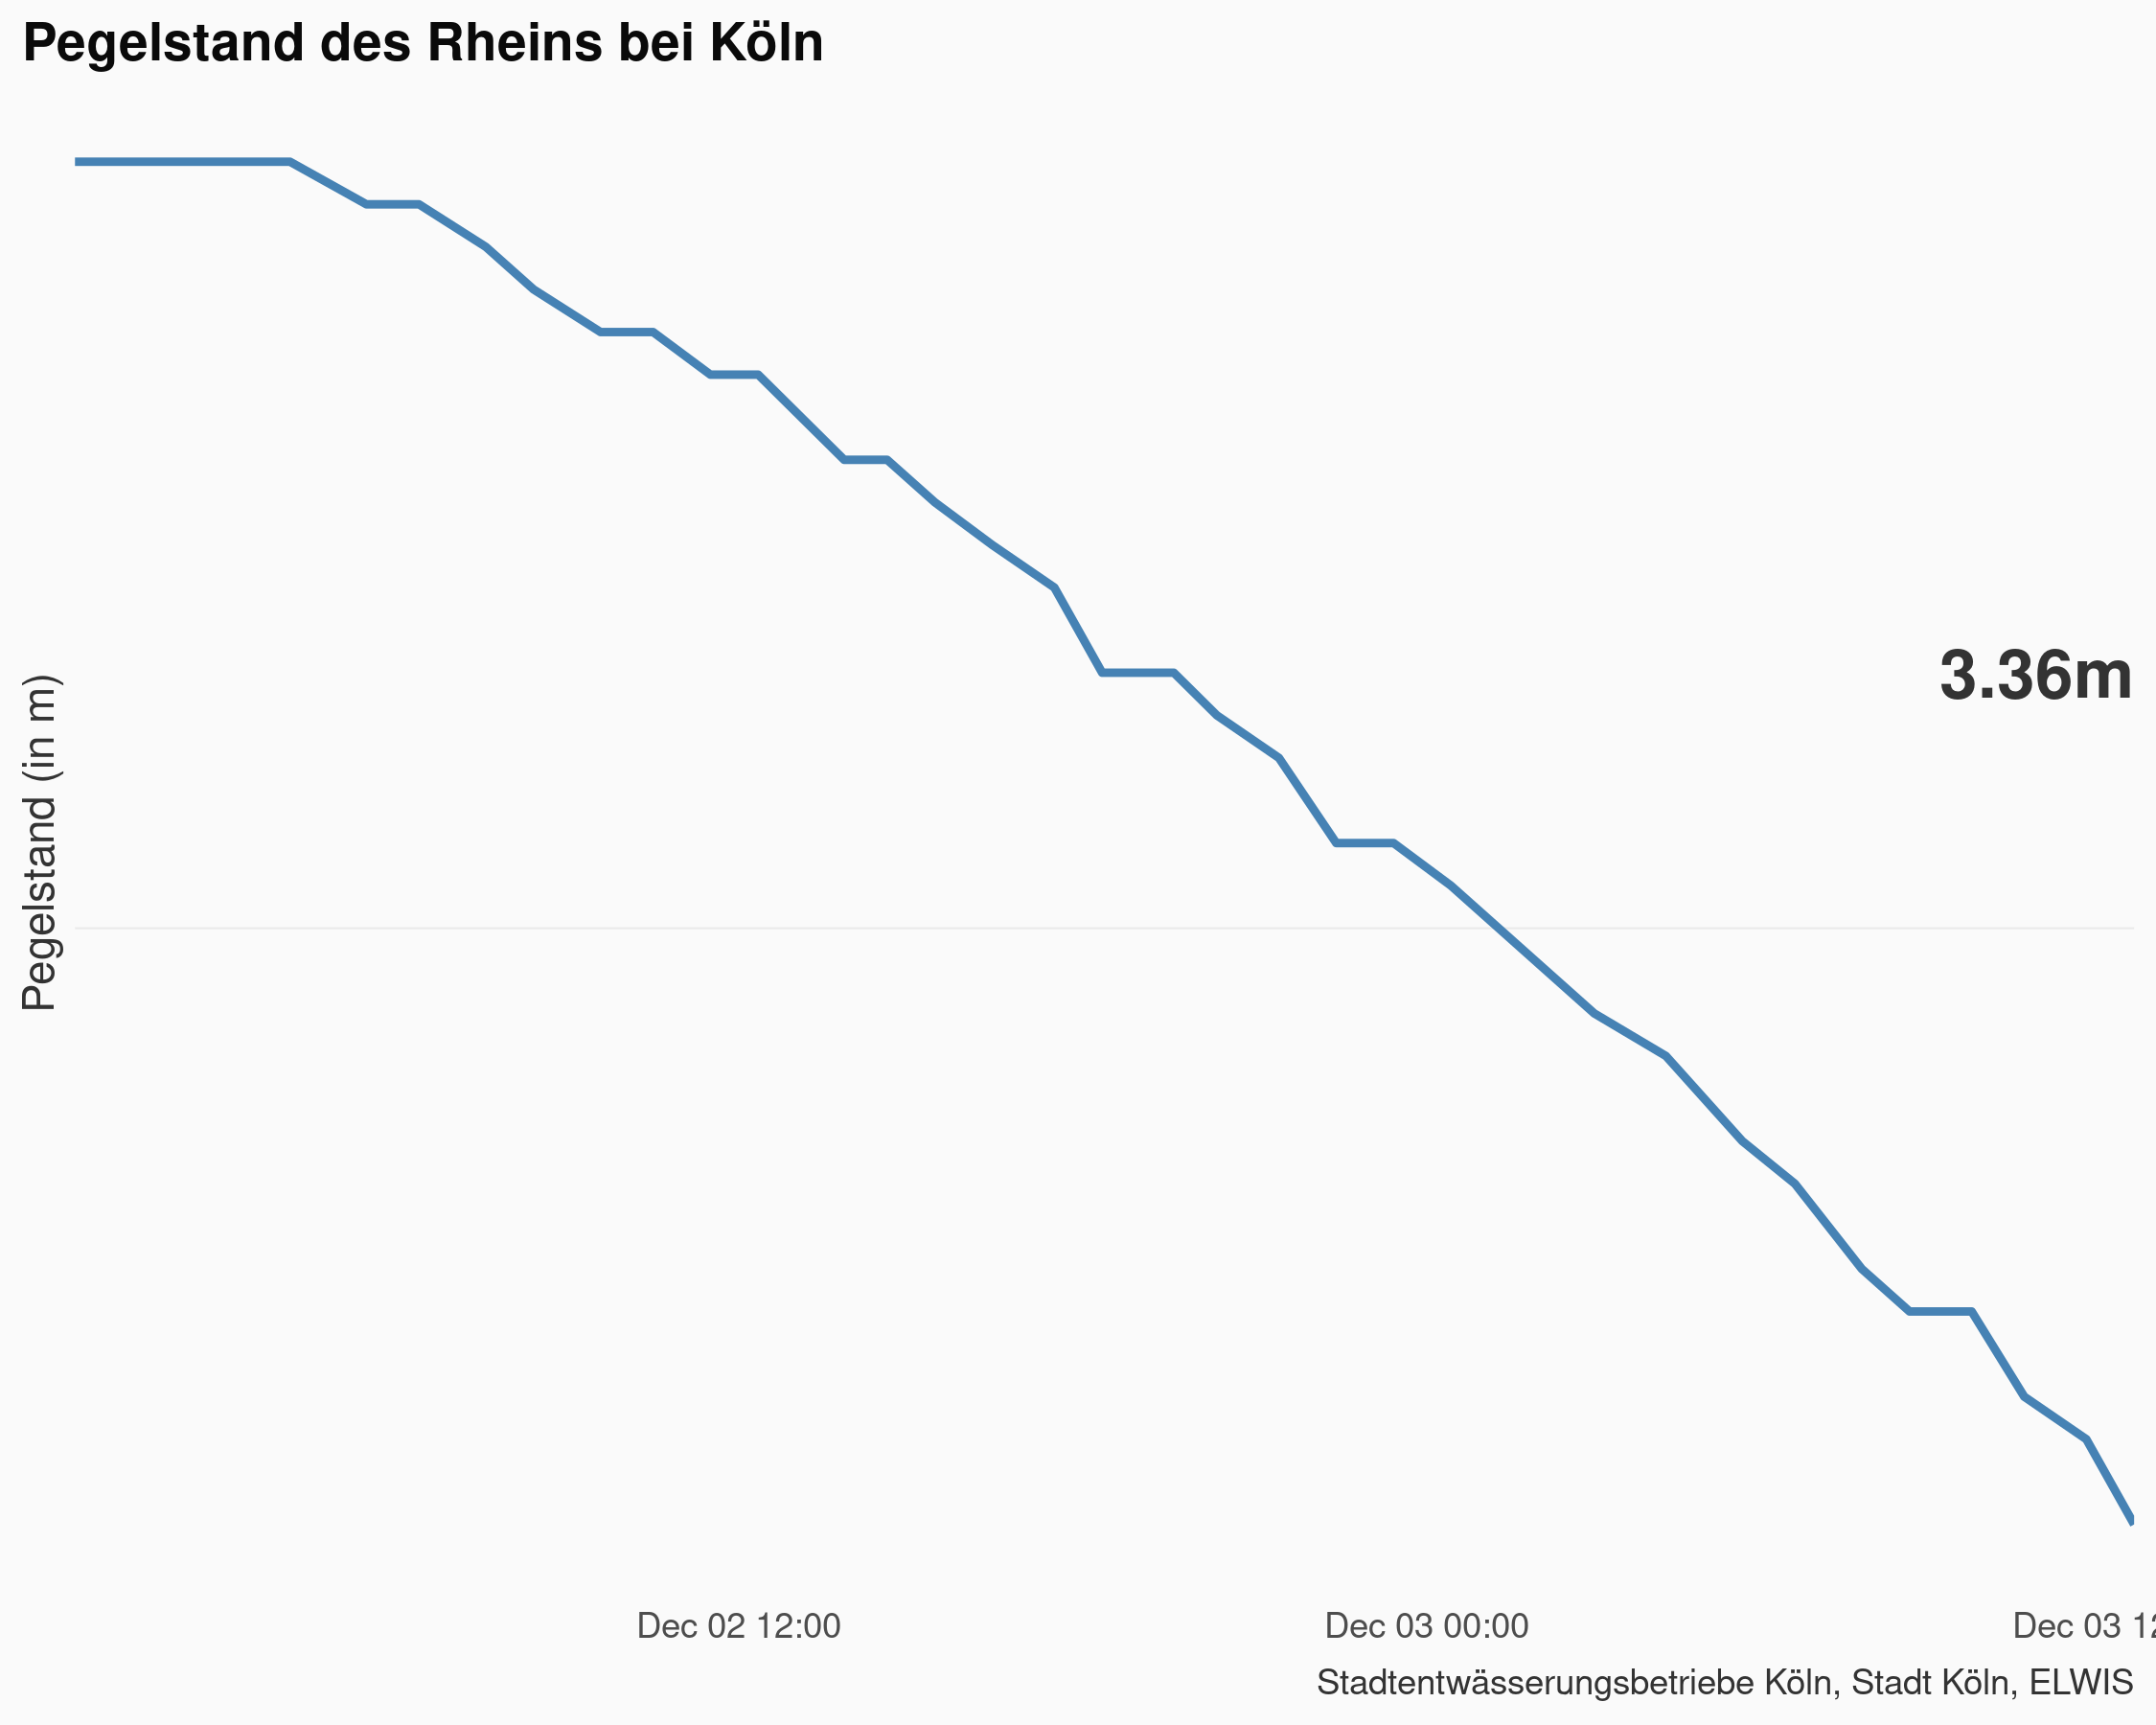 Pegelstand des Rheins bei Köln
Pegelstand (in m)
3.36m
Dec 02 12:00
Dec 03 00:00
Dec 03 12
Stadtentwässerungsbetriebe Köln, Stadt Köln, ELWIS